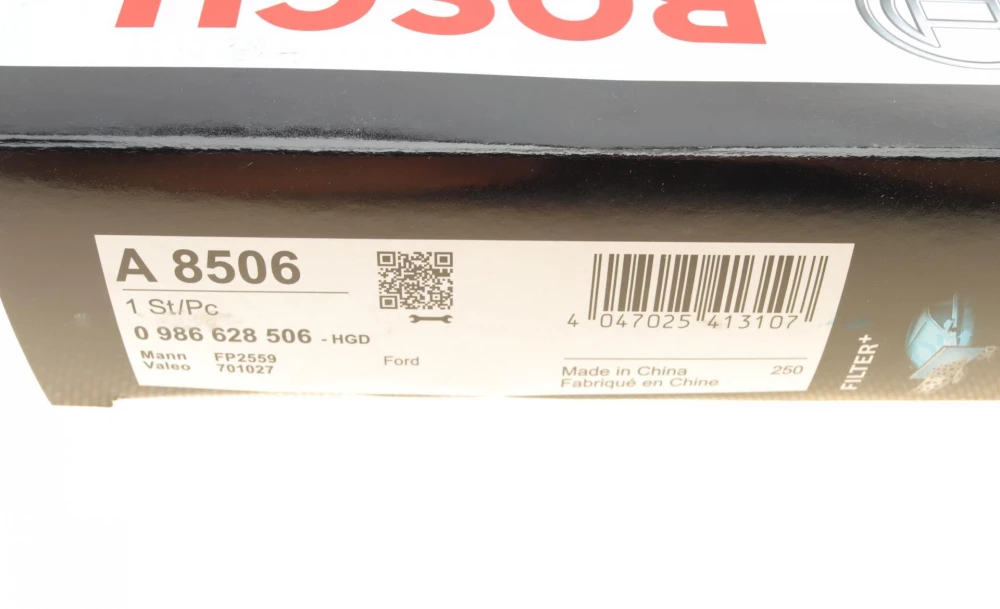 BOSCH
A 8506
1 St/Pc
0 986 628 506 - HGD
Mann FP2559
Valeo 701027
Ford
4 047025 413107
Made in China 250
Fabriqué en Chine
FILTER+